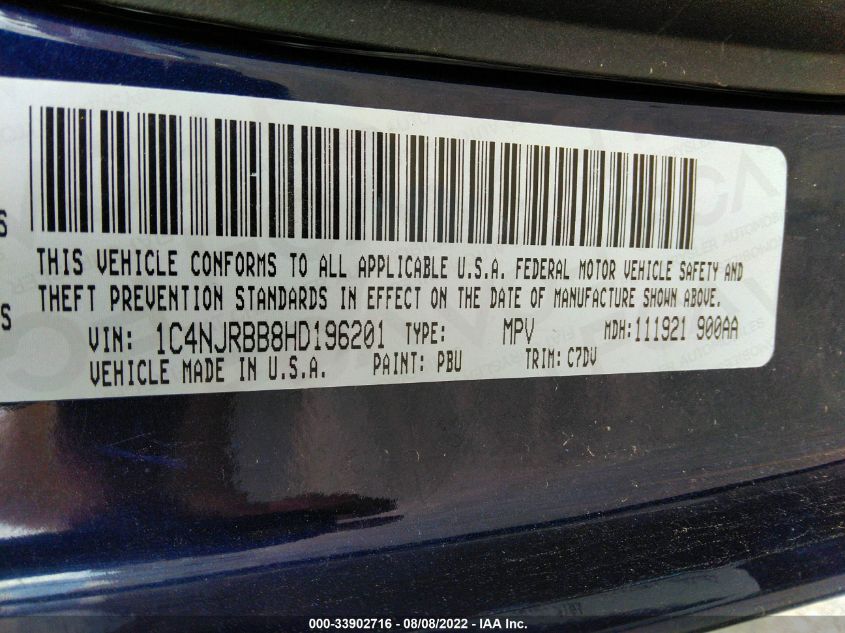 S
THIS VEHICLE CONFORMS TO ALL APPLICABLE U.S.A. FEDERAL MOTOR VEHICLE SAFETY AND
THEFT PREVENTION STANDARDS IN EFFECT ON THE DATE OF MANUFACTURE SHOWN ABOVE.
S
VIN: 1C4NJRBB8HD196201 TYPE: MPV MDH:111921 900AA
VEHICLE MADE IN U.S.A. PAINT: PBU TRIM: C7DV
000-33902716 - 08/08/2022 - IAA Inc.